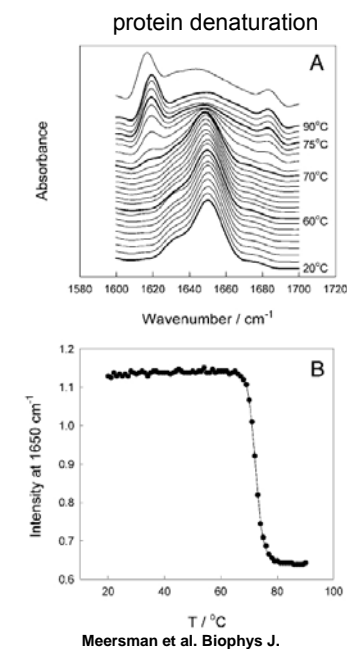 protein denaturation
A
Absorbance
90°C
75°C
70°C
60°C
20°C
1580 1600 1620 1640 1660 1680 1700 1720
Wavenumber / cm-1
B
Intensity at 1650 cm-1
1.2
1.1
1.0
0.9
0.8
0.7
0.6
0 20 40 60 80 100
T / °C
Meersman et al. Biophys J.